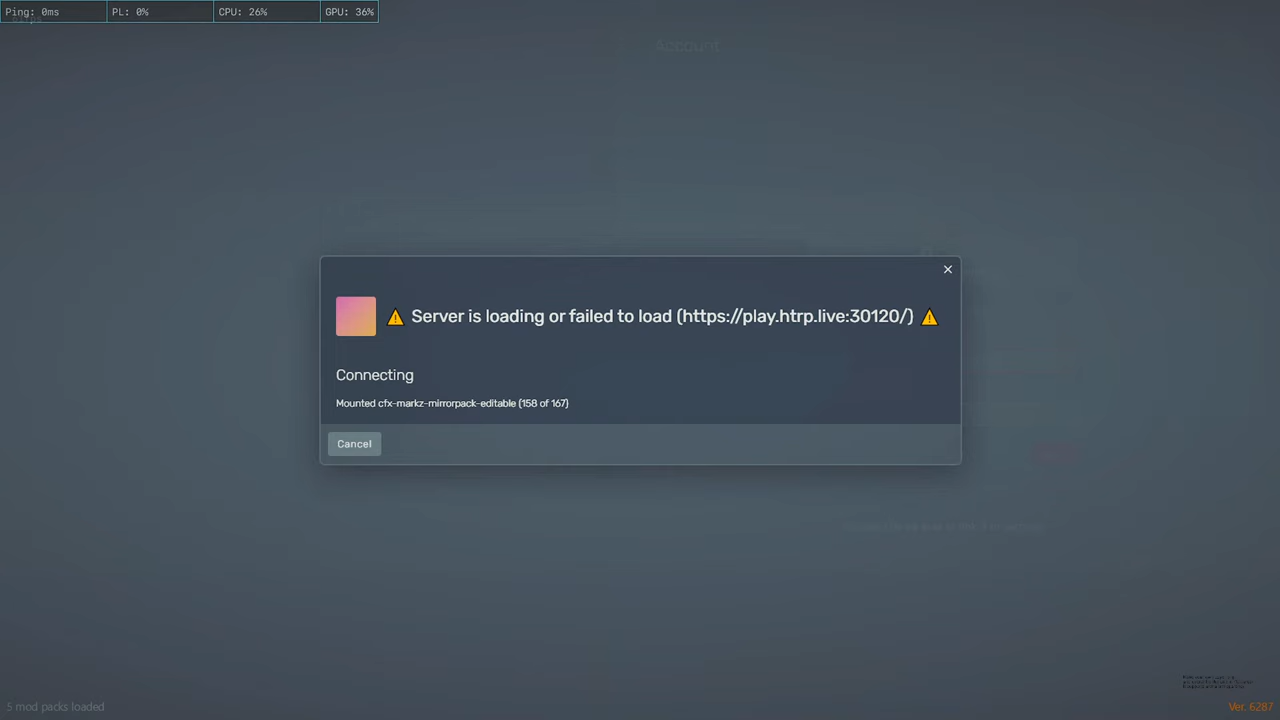 Ping: 0ms PL: 0% CPU: 26% GPU: 36%
Account
⚠ Server is loading or failed to load (https://play.htrp.live:30120/) ⚠
Connecting
Mounted cfx-markz-mirrorpack-editable (158 of 167)
Cancel
5 mod packs loaded
Ver. 6287